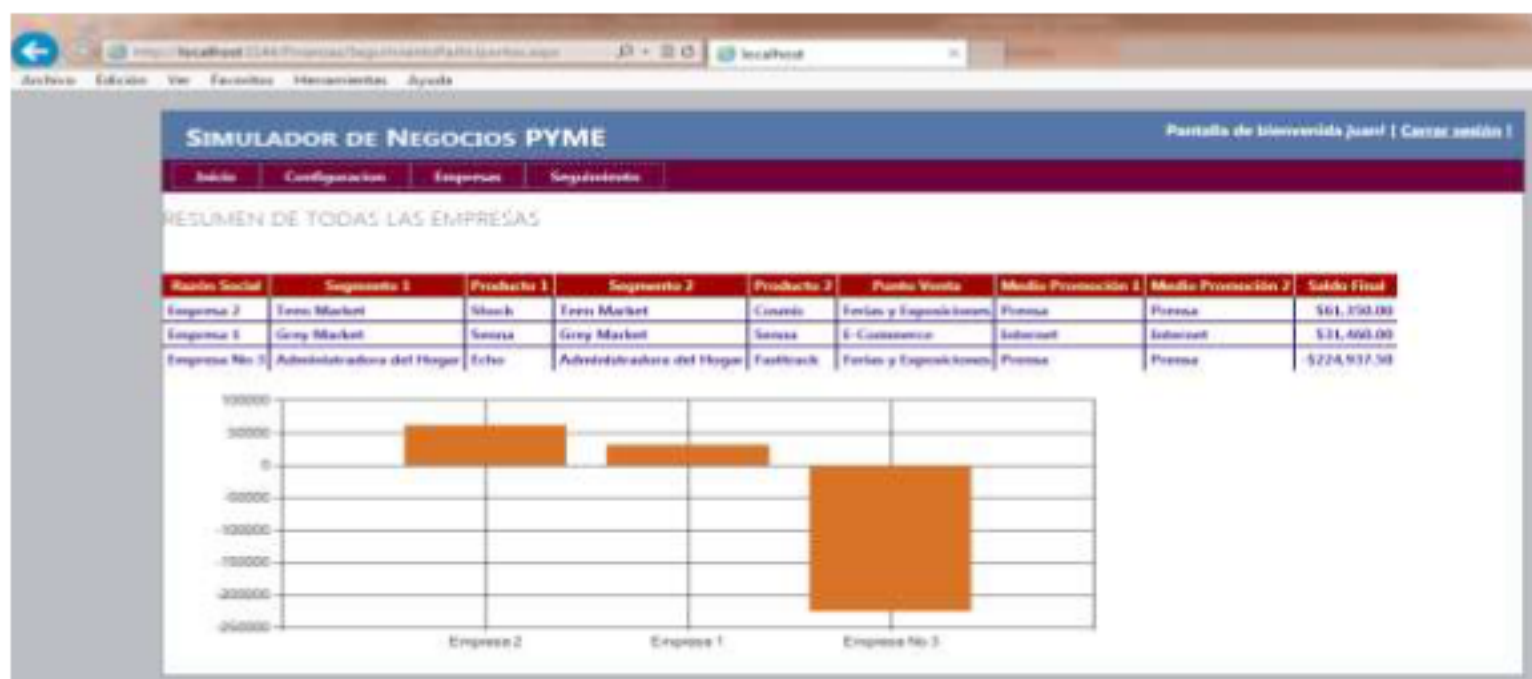 localhost
Archivo Edición Ver Favoritos Herramientas Ayuda
SIMULADOR DE NEGOCIOS PYME
Pantalla de bienvenida Juan! [ Cerrar sesión ]
Inicio Configuracion Empresas Seguimiento
RESUMEN DE TODAS LAS EMPRESAS
Razón Social Segmento 1 Producto 1 Segmento 2 Producto 2 Punto Venta Medio Promoción 1 Medio Promoción 2 Saldo Final
Empresa 2 Teens Market Shock Teens Market Cosmic Ferias y Exposiciones Prensa Prensa $61,350.00
Empresa 1 Grey Market Senna Grey Market Senna E-Commerce Internet Internet $31,460.00
Empresa No 3 Administradora del Hogar Echo Administradora del Hogar Fasttrack Ferias y Exposiciones Prensa Prensa -$224,937.50
100000
50000
0
-50000
-100000
-150000
-200000
-250000
Empresa 2 Empresa 1 Empresa No 3